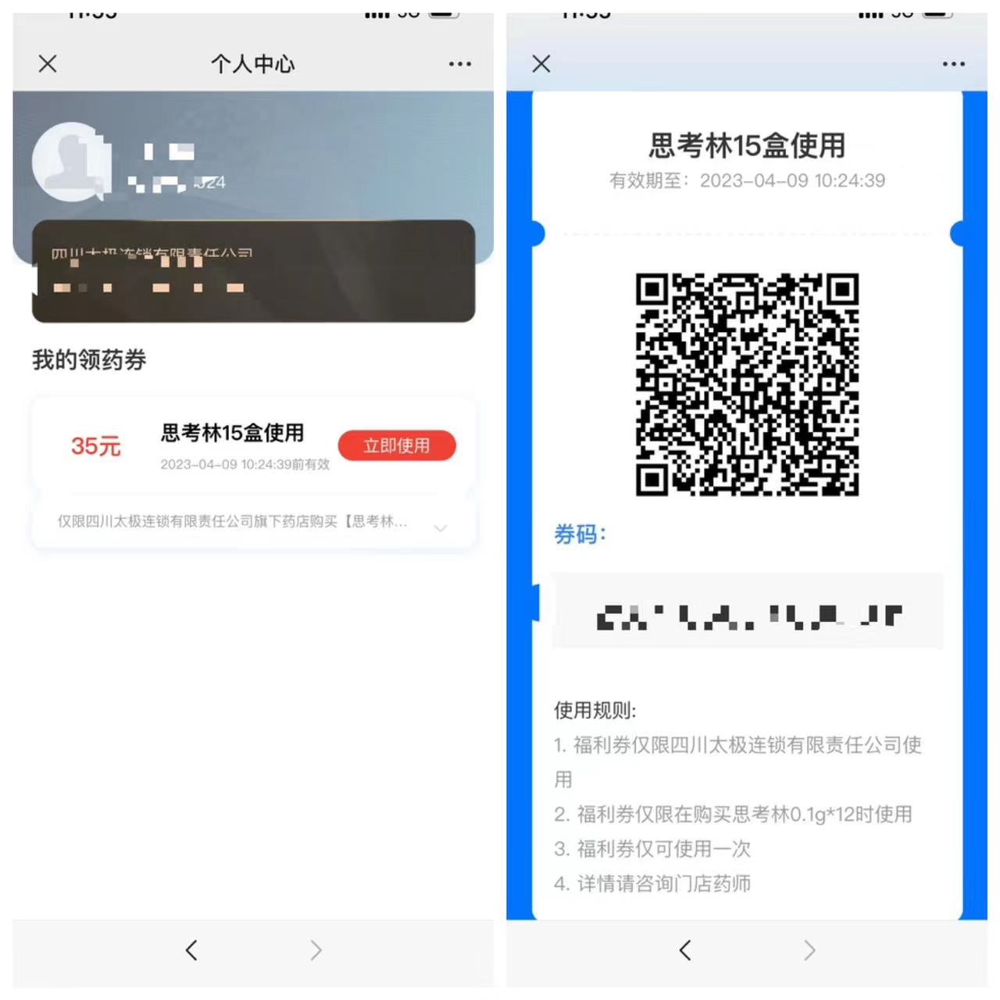 个人中心
四川太极连锁有限责任公司
我的领药券
35元
思考林15盒使用
立即使用
2023-04-09 10:24:39前有效
仅限四川太极连锁有限责任公司旗下药店购买【思考林...
思考林15盒使用
有效期至：2023-04-09 10:24:39
券码：
使用规则:
1. 福利券仅限四川太极连锁有限责任公司使
用
2. 福利券仅限在购买思考林0.1g*12时使用
3. 福利券仅可使用一次
4. 详情请咨询门店药师